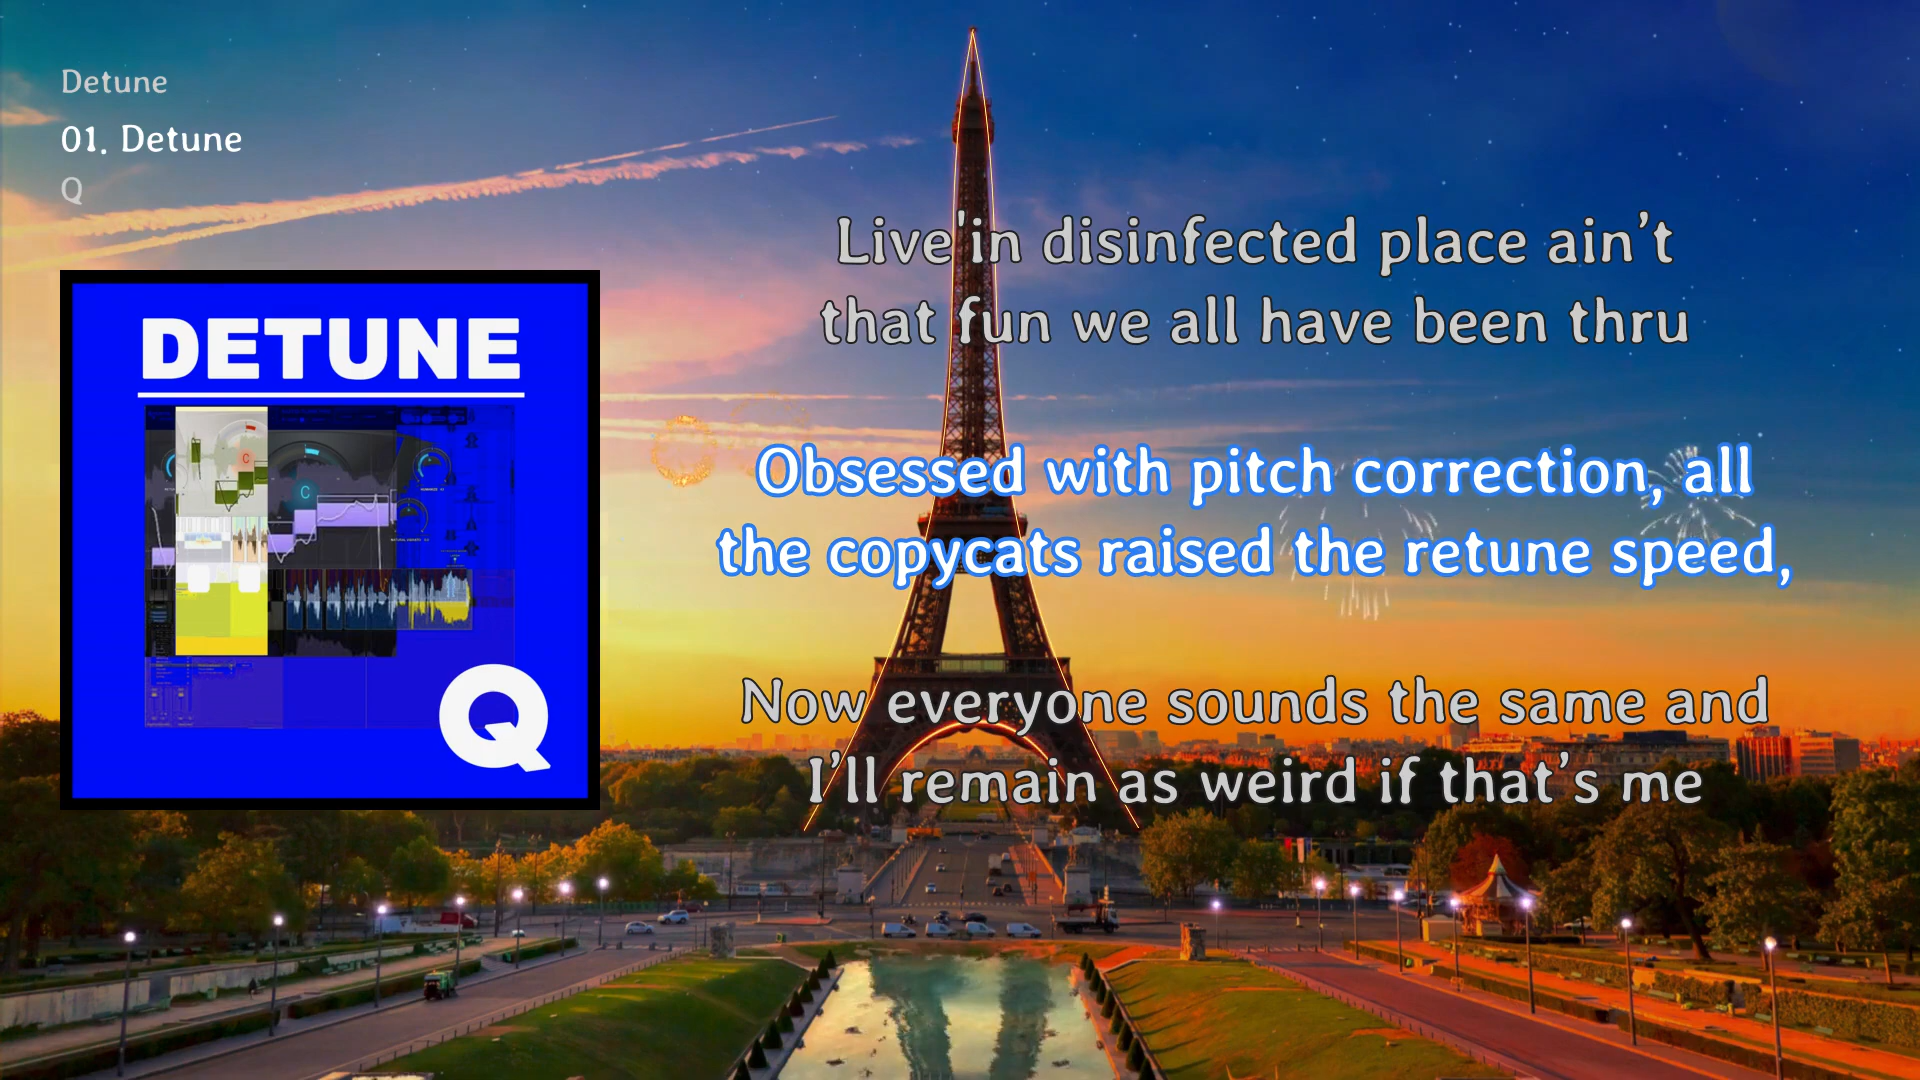 Detune
01. Detune
Q
DETUNE
C
C
Q
Live'in disinfected place ain’t
that fun we all have been thru
Obsessed with pitch correction, all
the copycats raised the retune speed,
Now everyone sounds the same and
I’ll remain as weird if that’s me